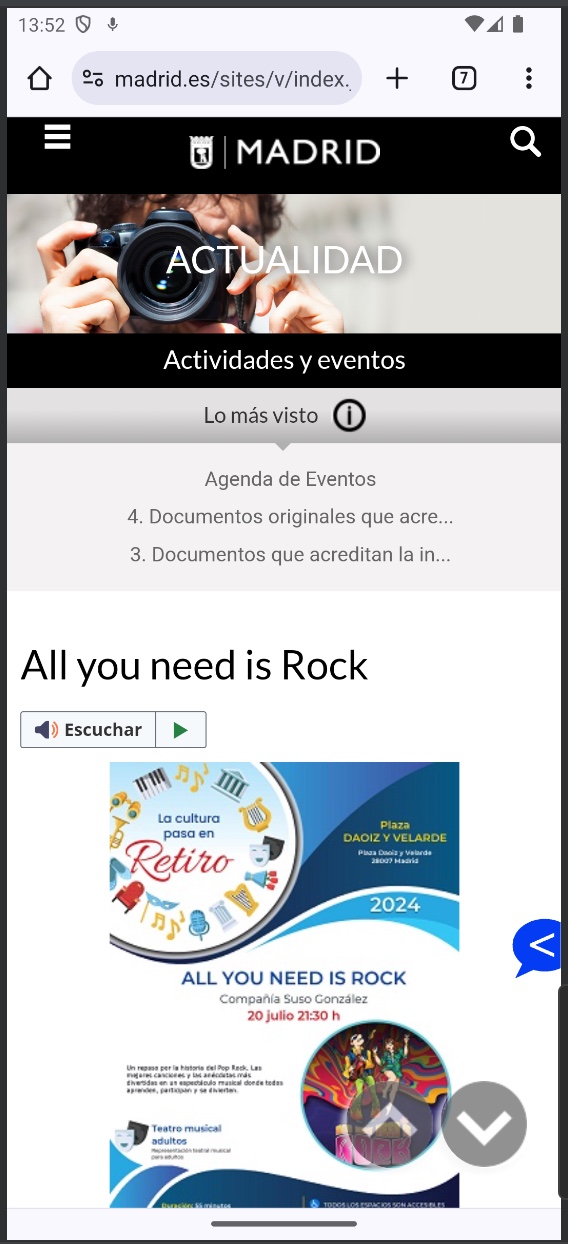 13:52
madrid.es/sites/v/index.
7
MADRID
ACTUALIDAD
Actividades y eventos
Lo más visto
Agenda de Eventos
4. Documentos originales que acre...
3. Documentos que acreditan la in...
All you need is Rock
Escuchar
La cultura
pasa en
Retiro
Plaza
DAOIZ Y VELARDE
Plaza Daoiz y Velarde
28007 Madrid
2024
ALL YOU NEED IS ROCK
Compañía Suso González
20 julio 21:30 h
Un repaso por la historia del Pop Rock. Las
mejores canciones y las anécdotas más
divertidas en un espectáculo musical donde todos
aprenden, participan y se divierten.
ROCK
Teatro musical
adultos
Representación teatral musical
para adultos
Duración: 55 minutos
TODOS LOS ESPACIOS SON ACCESIBLES